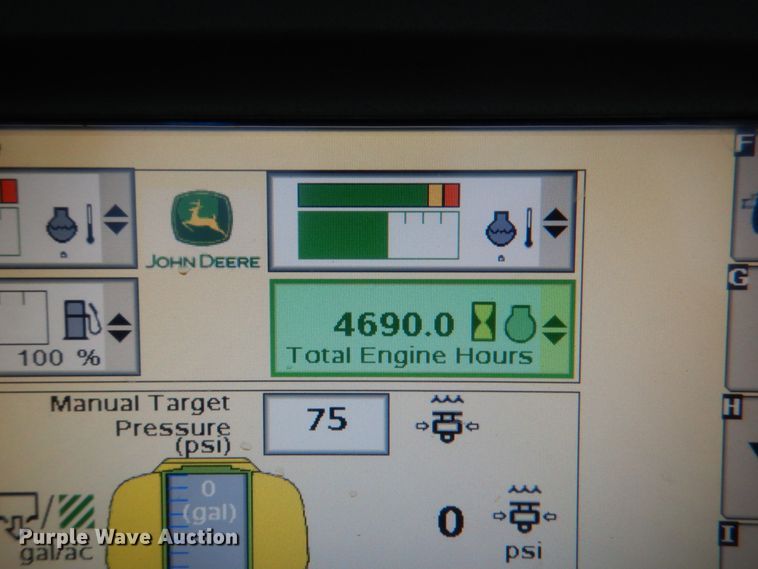 F
JOHN DEERE
G
4690.0
Total Engine Hours
100 %
Manual Target
Pressure
(psi)
75
H
0
(gal)
0
psi
gal/ac
I
Purple Wave Auction